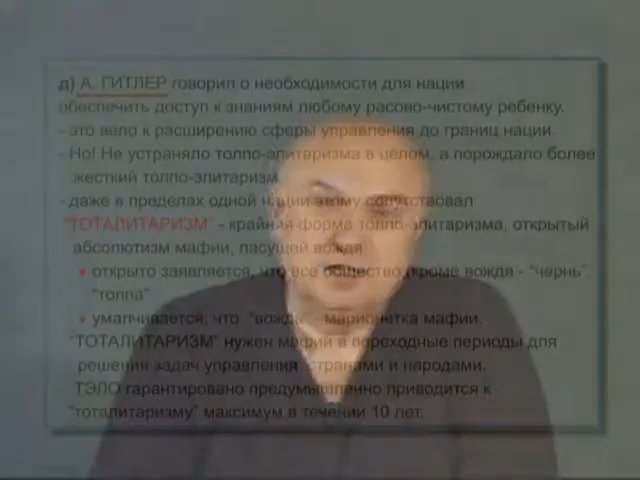 д) А. ГИТЛЕР говорил о необходимости для нации
обеспечить доступ к знаниям любому расово-чистому ребенку.
- это вело к расширению сферы управления до границ нации.
- Но! Не устраняло толпо-элитаризма в целом, а порождало более
жесткий толпо-элитаризм
- даже в пределах одной нации этому сопутствовал
"ТОТАЛИТАРИЗМ" - крайняя форма толпо-элитаризма, открытый
абсолютизм мафии, пасущей вождя
• открыто заявляется, что все общество (кроме вождя - "чернь",
"толпа"
• умалчивается, что "вождь" - марионетка мафии.
"ТОТАЛИТАРИЗМ" нужен мафии в переходные периоды для
решения задач управления странами и народами.
ТЭЛО гарантировано предумышленно приводится к
"тоталитаризму" максимум в течении 10 лет.